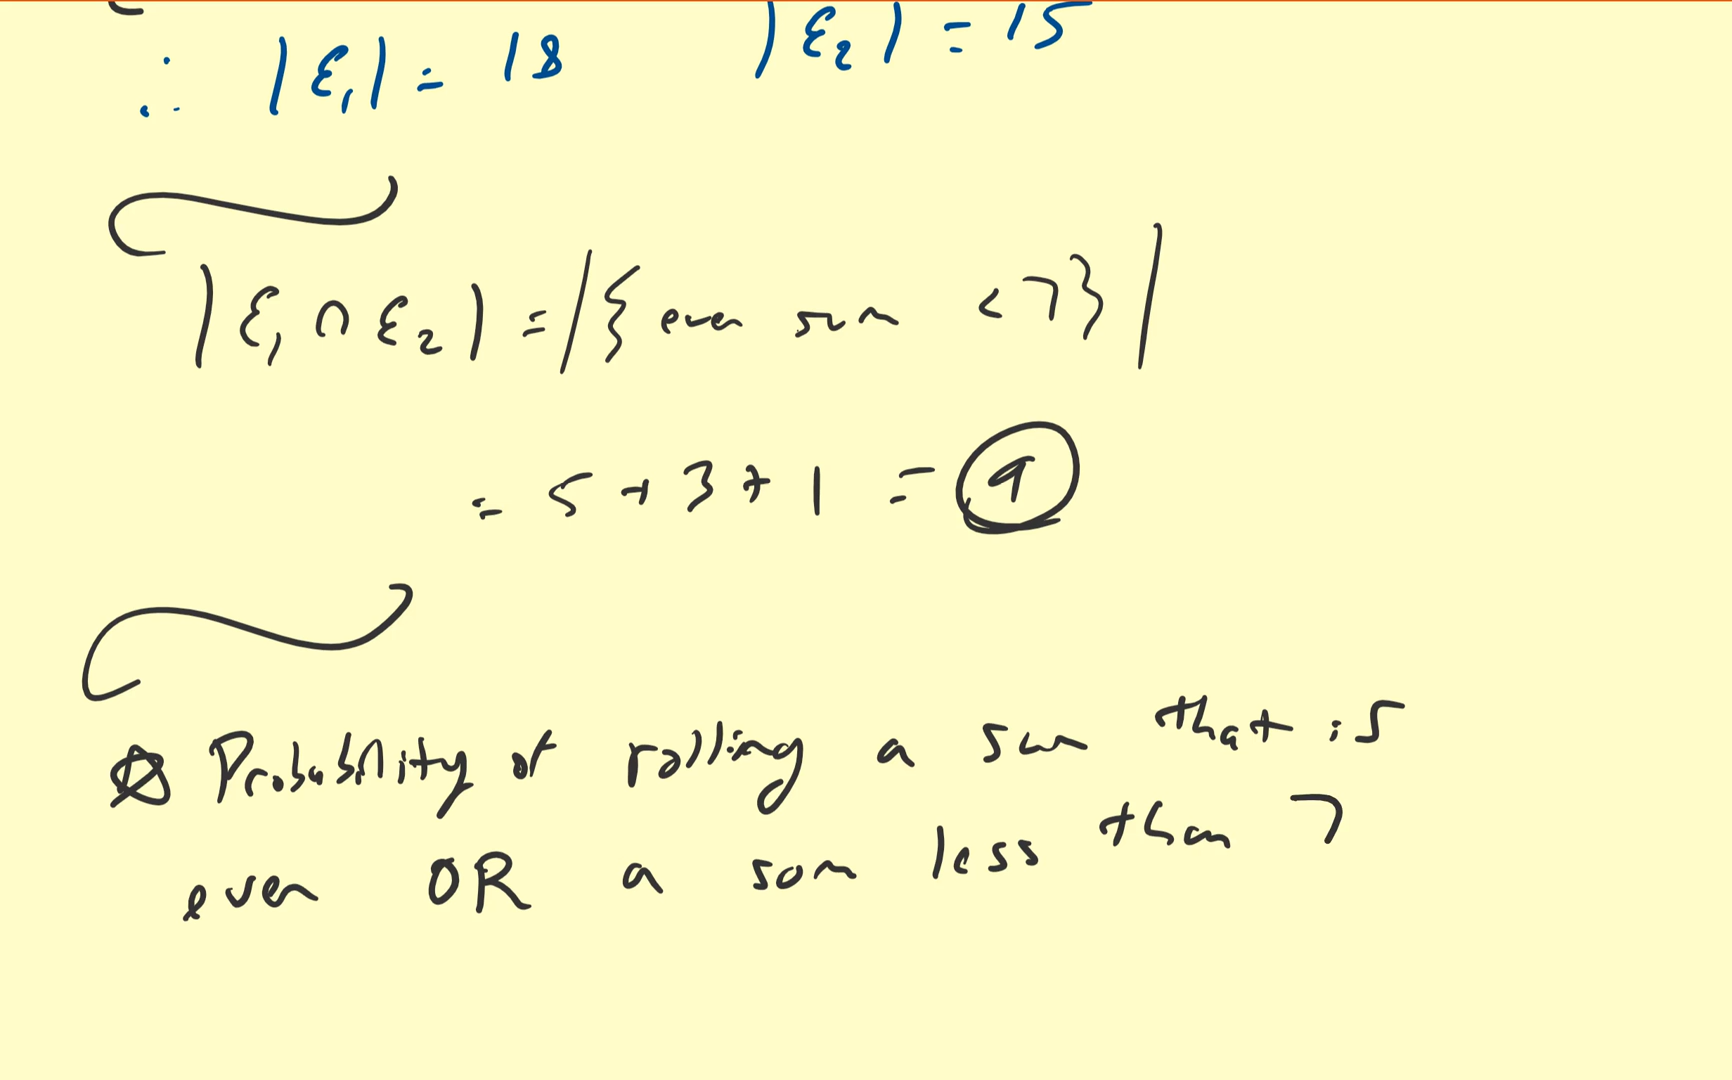 ∴ |ε₁| = 18 |ε₂| = 15
|ε₁ ∩ ε₂| = |{even sum < 7}|
= 5 + 3 + 1 = 9
☆ Probability of rolling a sum that is
even OR a sum less than 7